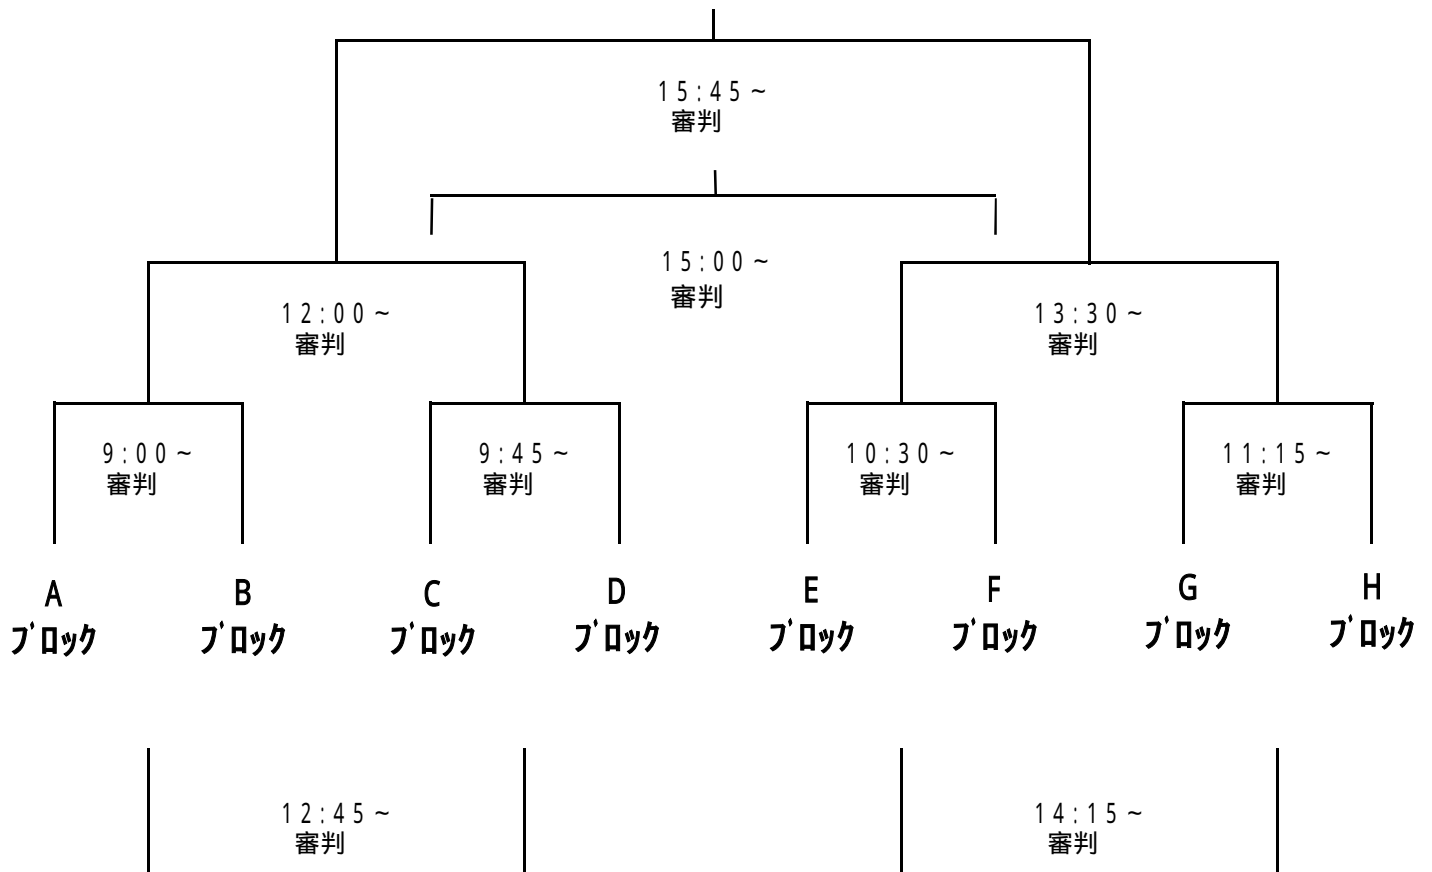 15:45~
審判
15:00~
審判
12:00~
審判
13:30~
審判
9:00~
審判
9:45~
審判
10:30~
審判
11:15~
審判
A
ﾌﾞﾛｯｸ
B
ﾌﾞﾛｯｸ
C
ﾌﾞﾛｯｸ
D
ﾌﾞﾛｯｸ
E
ﾌﾞﾛｯｸ
F
ﾌﾞﾛｯｸ
G
ﾌﾞﾛｯｸ
H
ﾌﾞﾛｯｸ
12:45~
審判
14:15~
審判